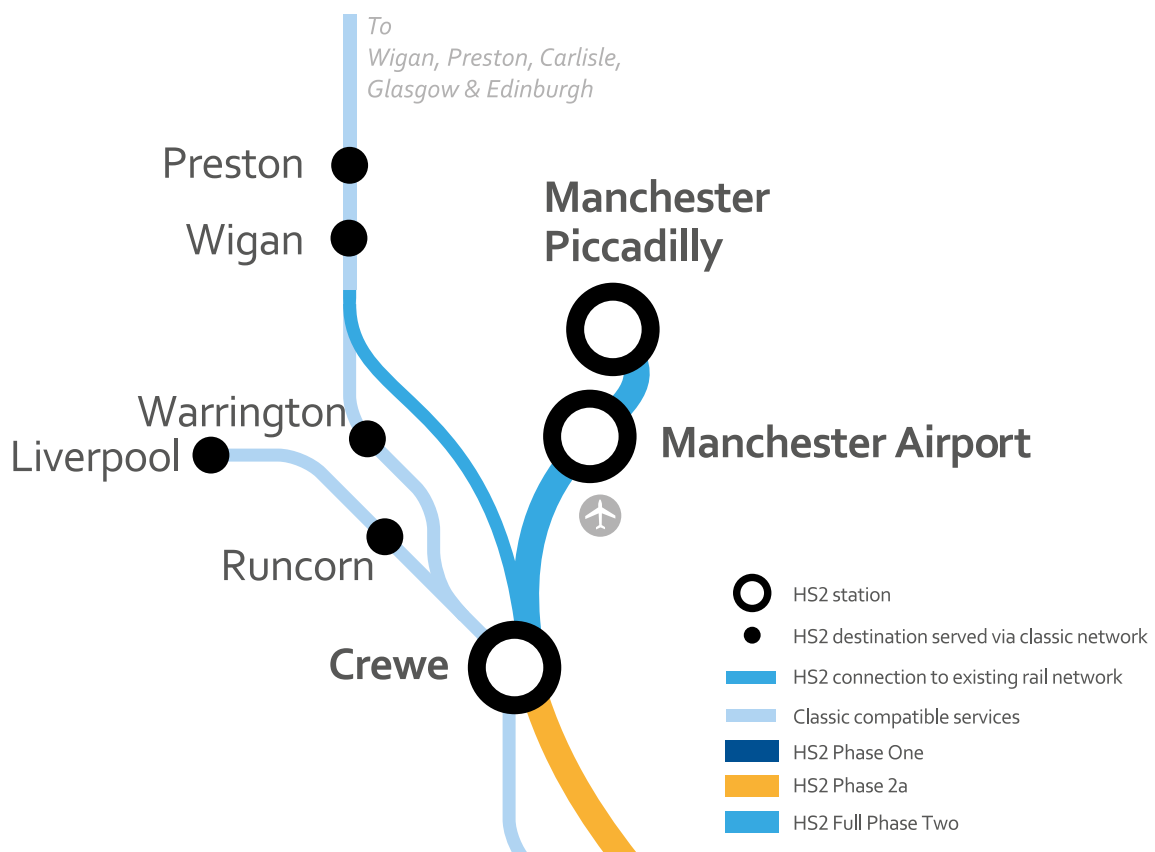 To
Wigan, Preston, Carlisle,
Glasgow & Edinburgh
Preston
Wigan
Manchester
Piccadilly
Warrington
Liverpool
Manchester Airport
Runcorn
Crewe
HS2 station
HS2 destination served via classic network
HS2 connection to existing rail network
Classic compatible services
HS2 Phase One
HS2 Phase 2a
HS2 Full Phase Two